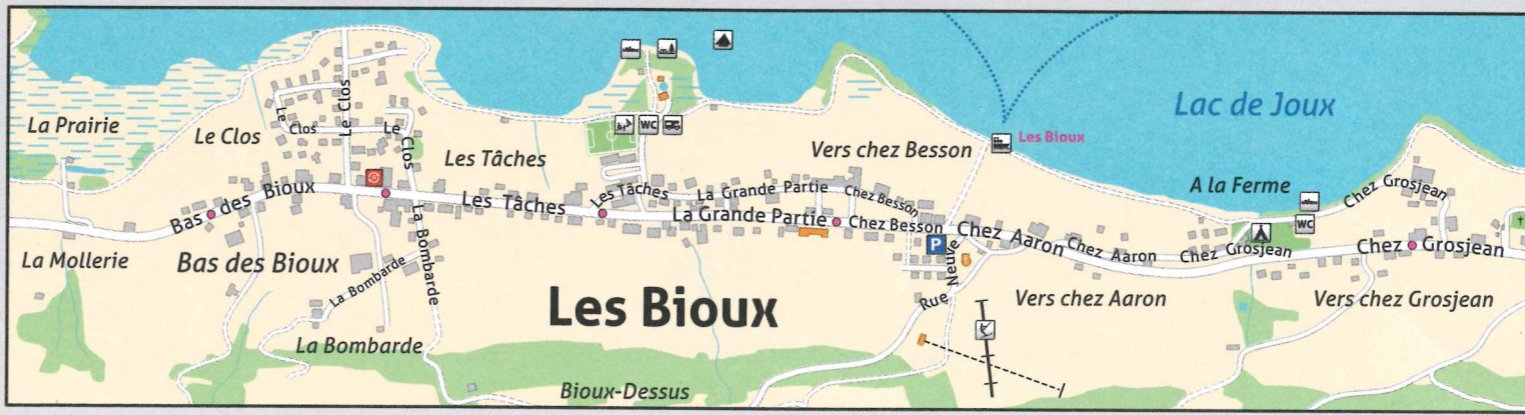 Lac de Joux
Les Bioux
La Prairie
Le Clos
Le Clos
Le
Clos
Le
Clos
Les Tâches
WC
Vers chez Besson
A la Ferme
Chez Grosjean
WC
Bas des Bioux
Les Tâches
Les Tâches
La Grande Partie
Chez Besson
La Grande Partie
Chez Besson
P
Chez Aaron
Chez Aaron
Chez Grosjean
Chez Grosjean
La Mollerie
Bas des Bioux
La Bombarde
La Bombarde
La Bombarde
Les Bioux
Rue Neuve
Vers chez Aaron
Vers chez Grosjean
Bioux-Dessus